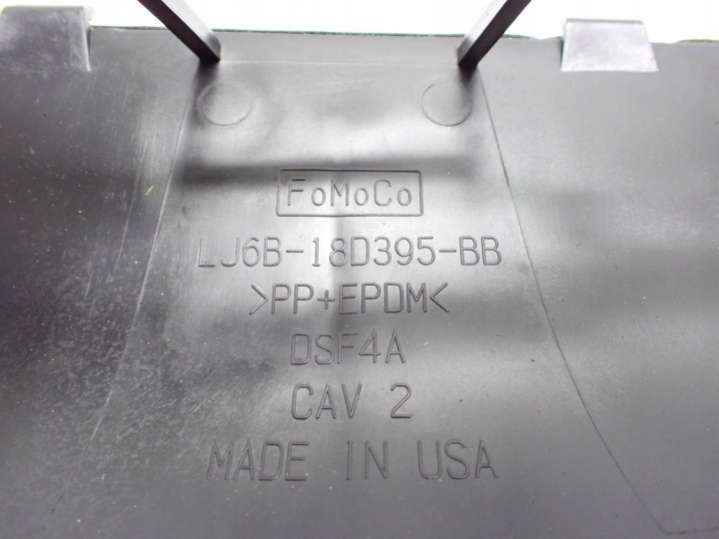 FoMoCo
LJ6B-18D395-BB
>PP+EPDM<
DSF4A
CAV 2
MADE IN USA